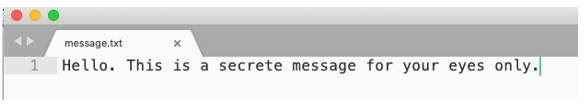 message.txt
1 Hello. This is a secrete message for your eyes only.